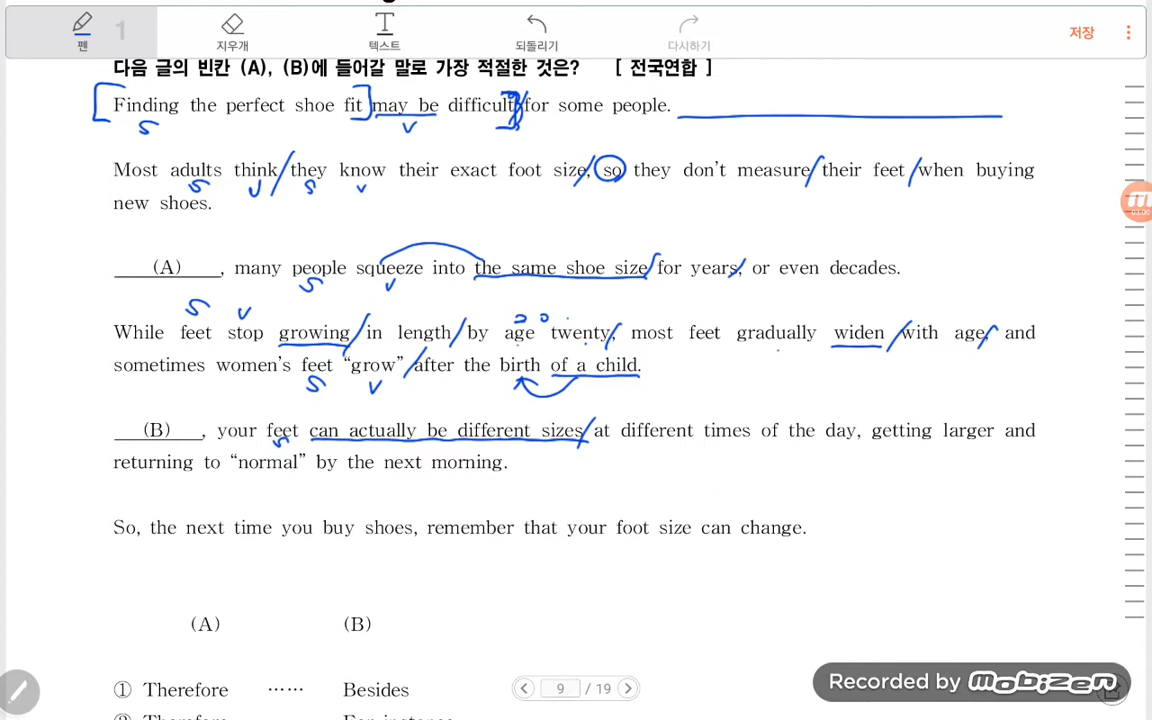 1
펜
지우개
텍스트
되돌리기
다시하기
저장
다음 글의 빈칸 (A), (B)에 들어갈 말로 가장 적절한 것은? [ 전국연합 ]
Finding the perfect shoe fit may be difficult for some people.
S V
Most adults think they know their exact foot size, so they don't measure their feet when buying
S V S V
new shoes.
(A) , many people squeeze into the same shoe size for years, or even decades.
S V
S V 20
While feet stop growing in length by age twenty, most feet gradually widen with age, and
sometimes women's feet “grow” after the birth of a child.
S V
(B) , your feet can actually be different sizes at different times of the day, getting larger and
S
returning to “normal” by the next morning.
So, the next time you buy shoes, remember that your foot size can change.
(A) (B)
① Therefore …… Besides
9 / 19
Recorded by mobizen